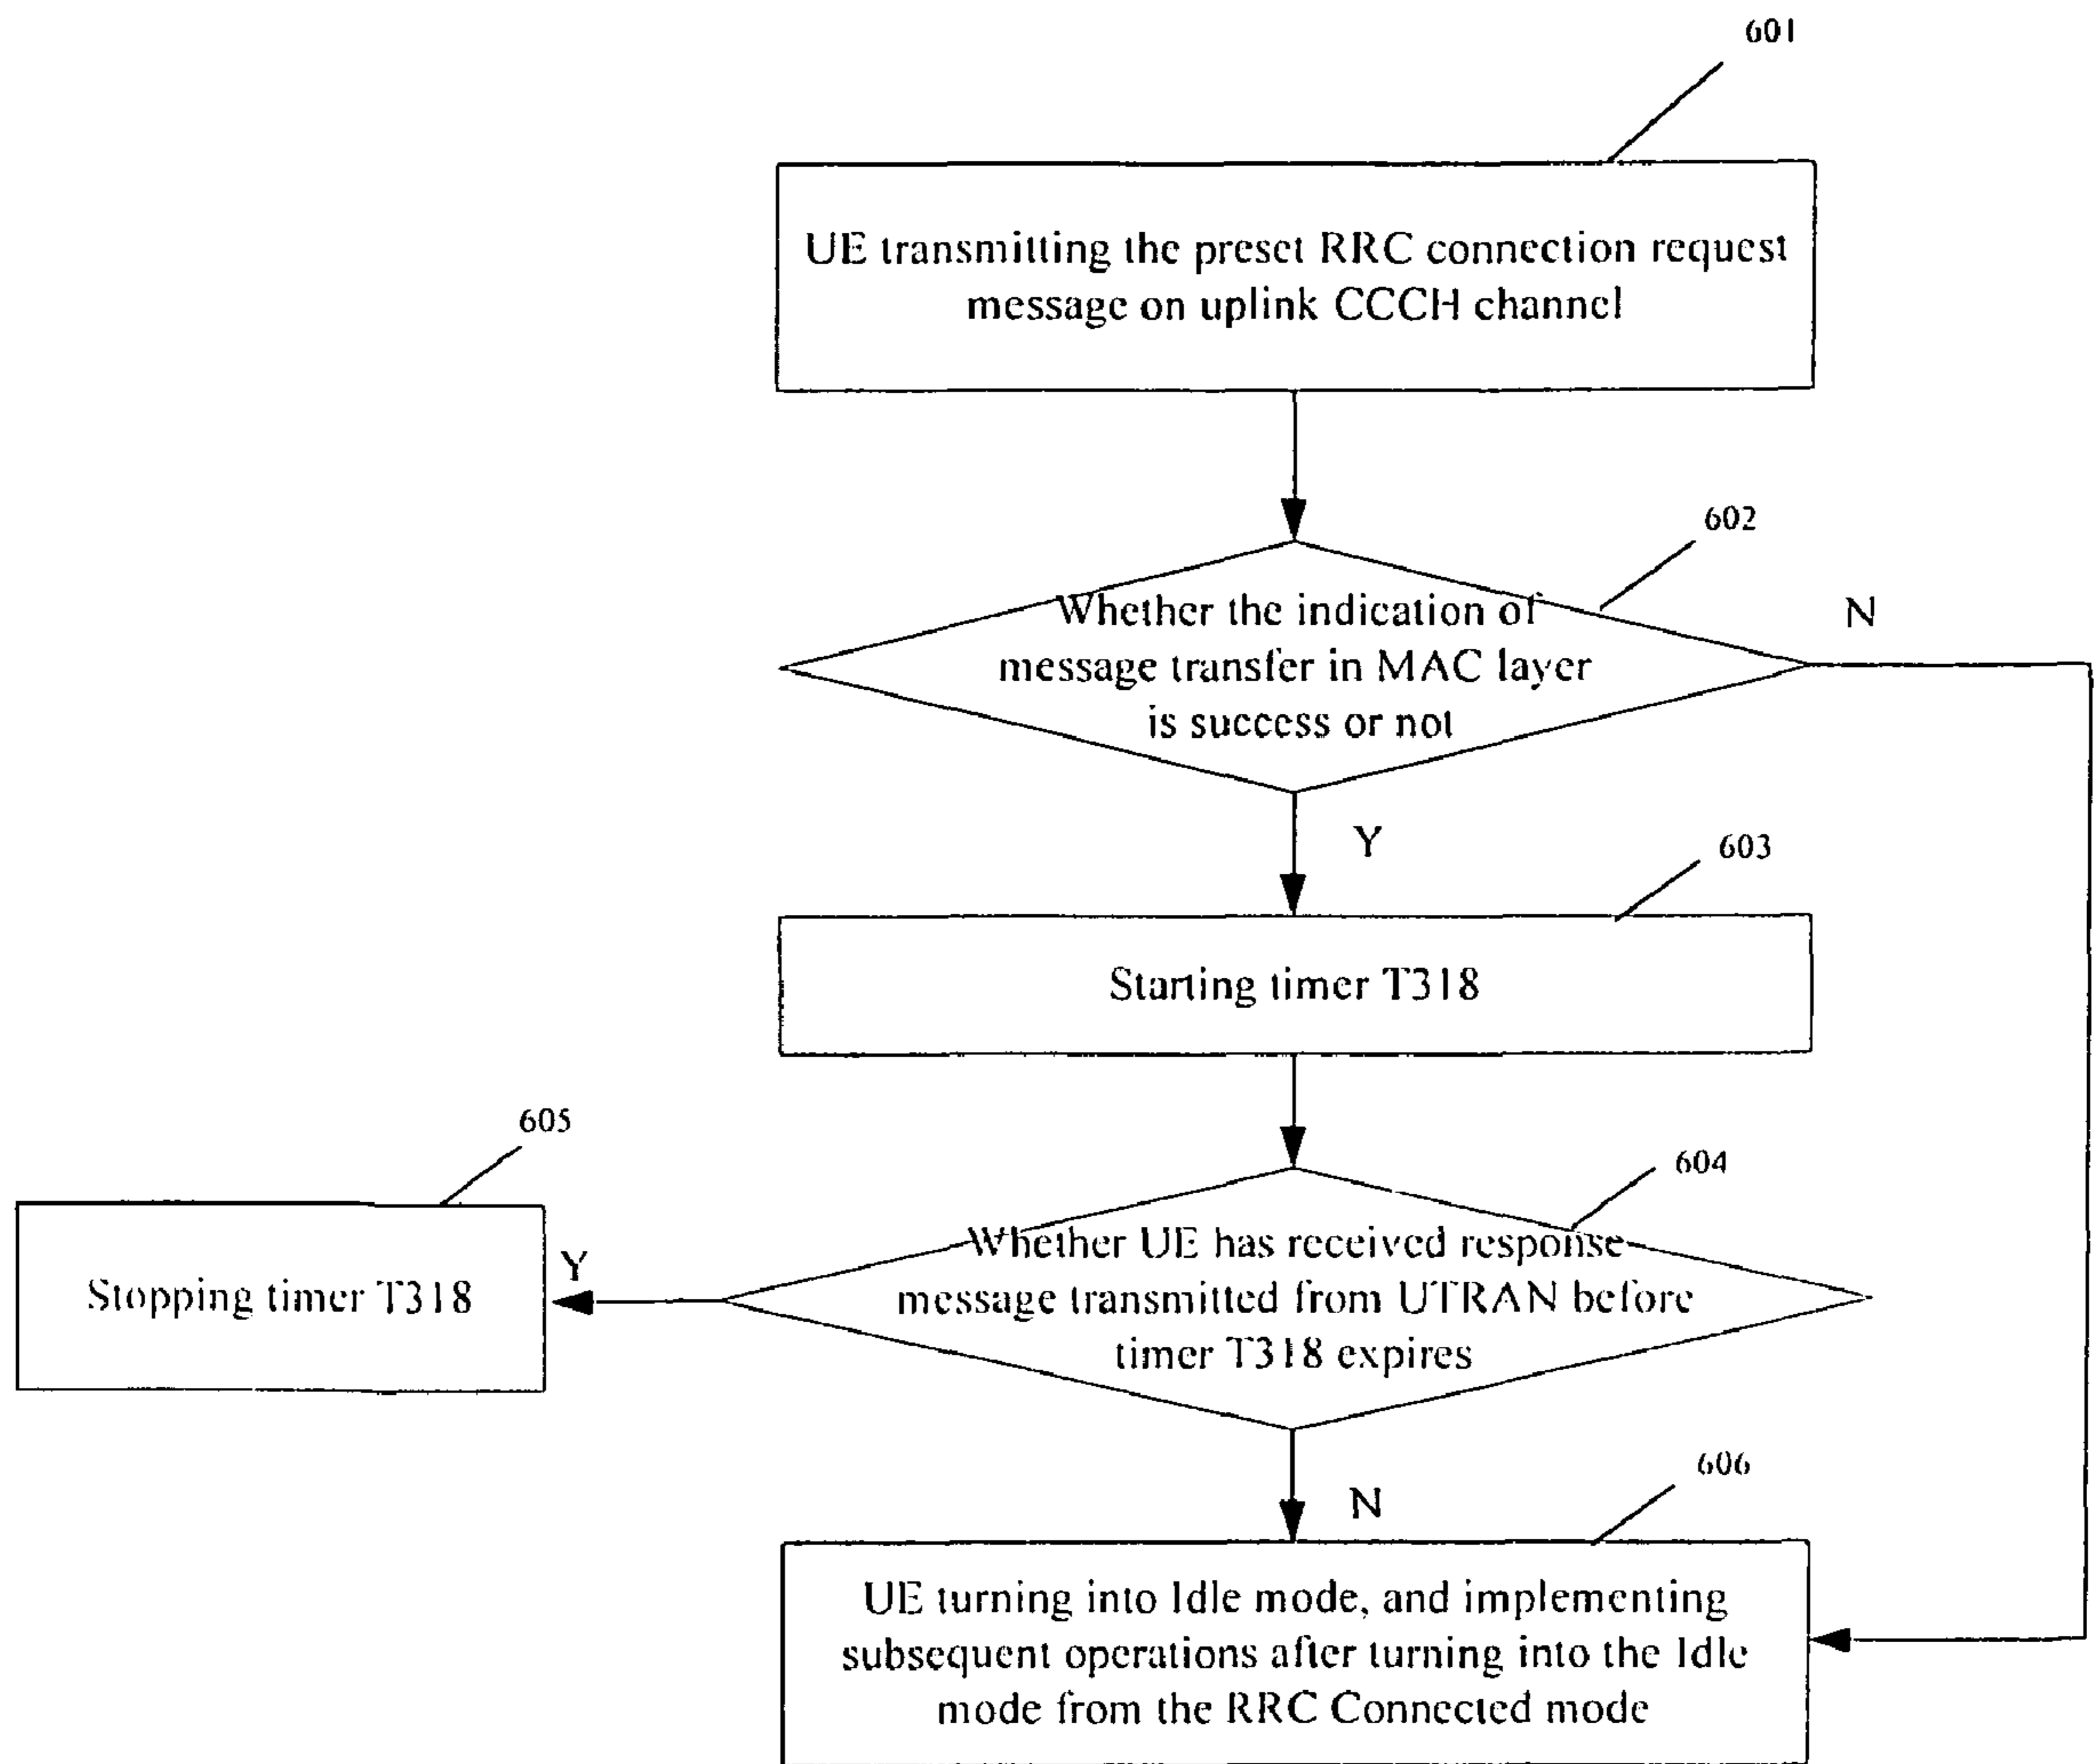 601
UE transmitting the preset RRC connection request
message on uplink CCCH channel
602
N
Whether the indication of
message transfer in MAC layer
is success or not
Y
603
Starting timer T318
605
604
Stopping timer T318
Y
Whether UE has received response
message transmitted from UTRAN before
timer T318 expires
606
N
UE turning into Idle mode, and implementing
subsequent operations after turning into the Idle
mode from the RRC Connected mode